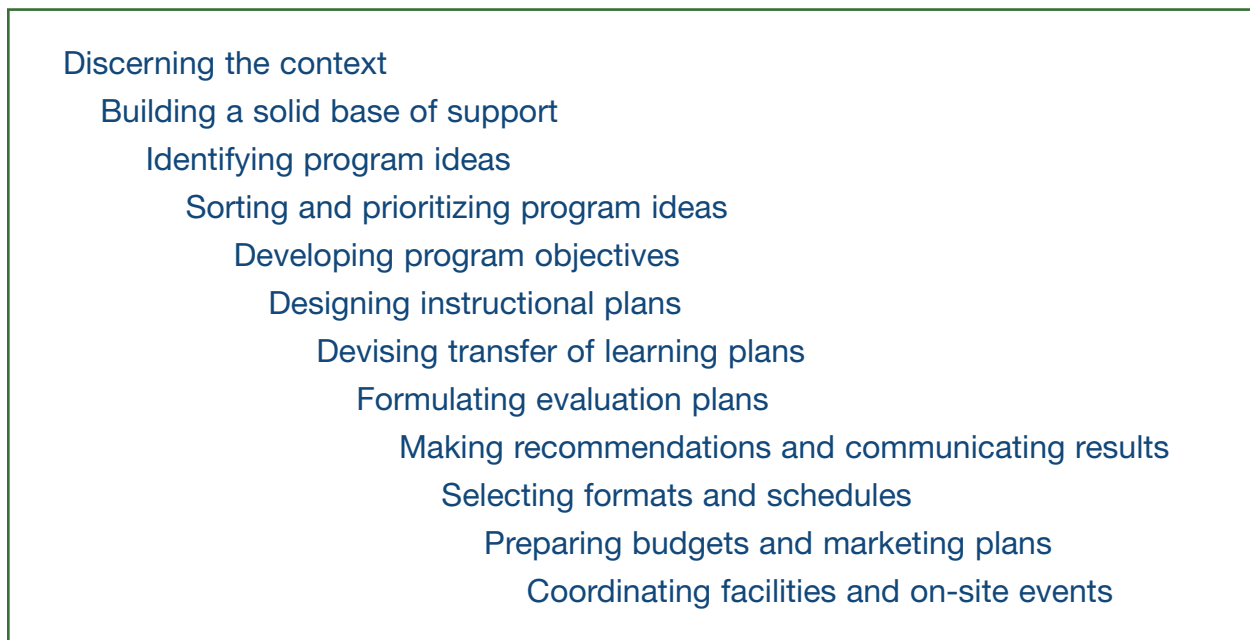 Discerning the context
Building a solid base of support
Identifying program ideas
Sorting and prioritizing program ideas
Developing program objectives
Designing instructional plans
Devising transfer of learning plans
Formulating evaluation plans
Making recommendations and communicating results
Selecting formats and schedules
Preparing budgets and marketing plans
Coordinating facilities and on-site events